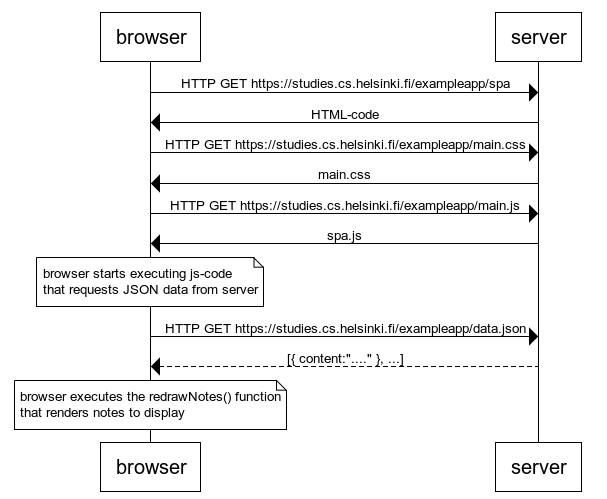 browser
server
HTTP GET https://studies.cs.helsinki.fi/exampleapp/spa
HTML-code
HTTP GET https://studies.cs.helsinki.fi/exampleapp/main.css
main.css
HTTP GET https://studies.cs.helsinki.fi/exampleapp/main.js
spa.js
browser starts executing js-code
that requests JSON data from server
HTTP GET https://studies.cs.helsinki.fi/exampleapp/data.json
[{ content:"...." }, ...]
browser executes the redrawNotes() function
that renders notes to display
browser
server